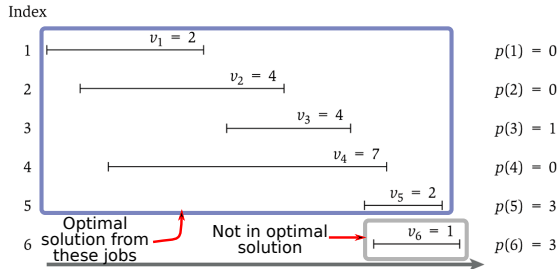 Index
1 v₁ = 2 p(1) = 0
2 v₂ = 4 p(2) = 0
3 v₃ = 4 p(3) = 1
4 v₄ = 7 p(4) = 0
5 v₅ = 2 p(5) = 3
Optimal
solution from
these jobs
Not in optimal
solution
6 v₆ = 1 p(6) = 3